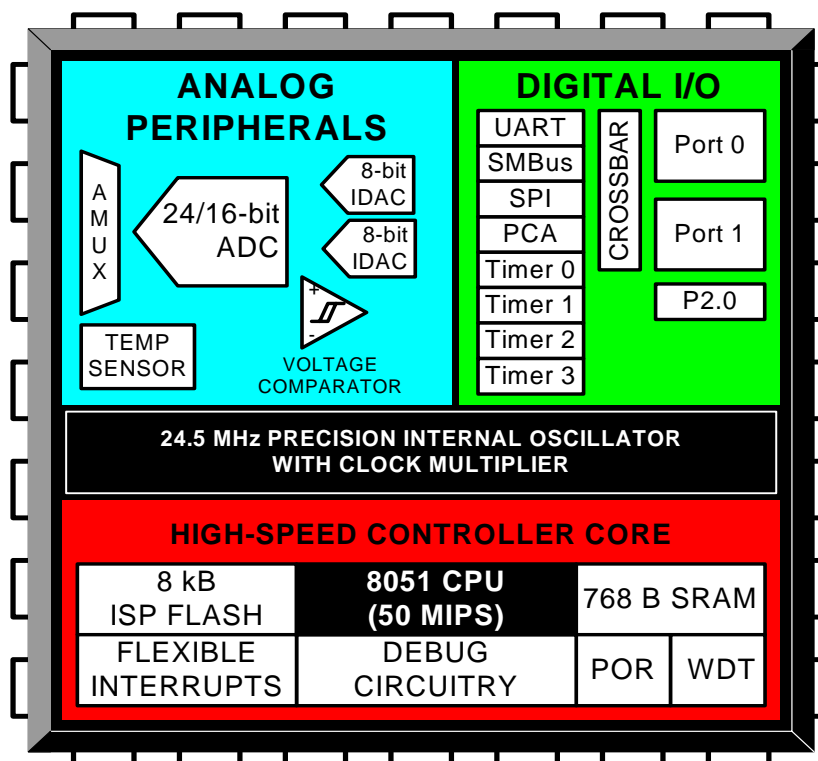 ANALOG
PERIPHERALS
A
M
U
X
24/16-bit
ADC
8-bit
IDAC
8-bit
IDAC
+
-
TEMP
SENSOR
VOLTAGE
COMPARATOR
DIGITAL I/O
UART
SMBus
SPI
PCA
Timer 0
Timer 1
Timer 2
Timer 3
CROSSBAR
Port 0
Port 1
P2.0
24.5 MHz PRECISION INTERNAL OSCILLATOR
WITH CLOCK MULTIPLIER
HIGH-SPEED CONTROLLER CORE
8 kB
ISP FLASH
8051 CPU
(50 MIPS)
768 B SRAM
FLEXIBLE
INTERRUPTS
DEBUG
CIRCUITRY
POR
WDT